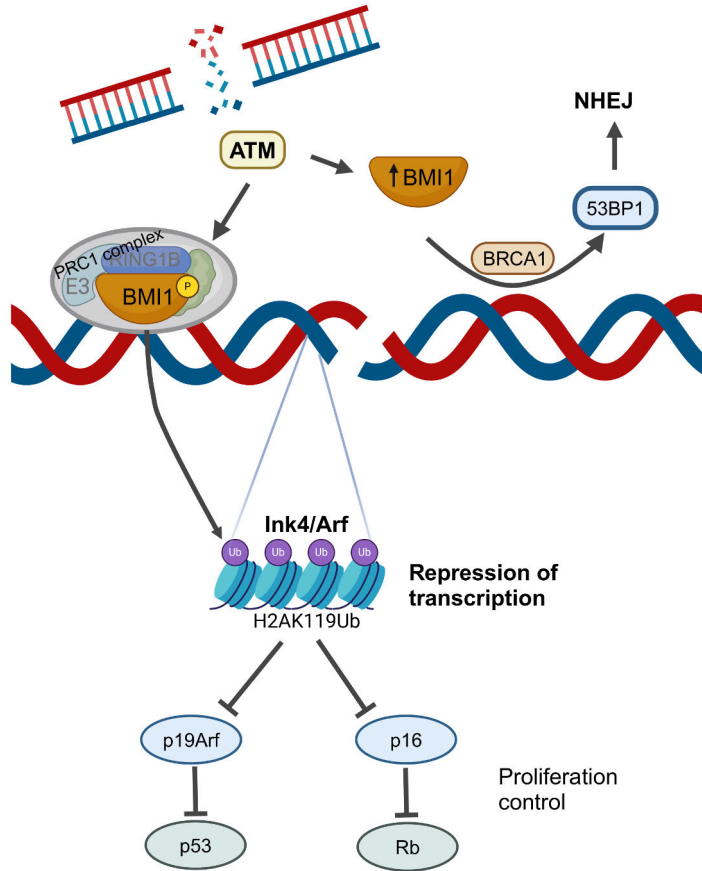 NHEJ
ATM
BMI1
53BP1
BRCA1
PRC1 complex
RING1B
E3
BMI1
P
Ink4/Arf
Ub Ub Ub Ub
Repression of
transcription
H2AK119Ub
p19Arf
p16
Proliferation
control
p53
Rb